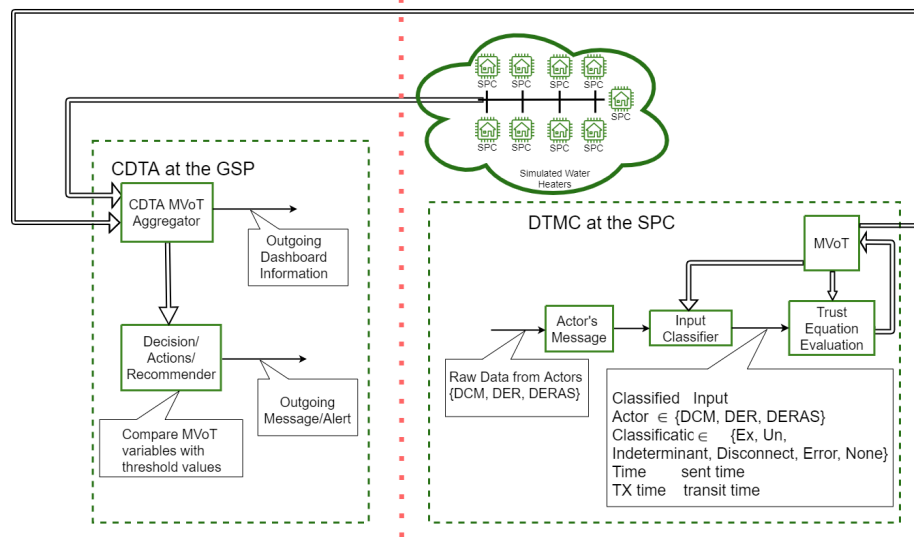 SPC SPC SPC SPC
SPC
SPC SPC SPC SPC
Simulated Water
Heaters
CDTA at the GSP
CDTA MVoT
Aggregator
Outgoing
Dashboard
Information
Decision/
Actions/
Recommender
Outgoing
Message/Alert
Compare MVoT
variables with
threshold values
DTMC at the SPC
MVoT
Actor's
Message
Input
Classifier
Trust
Equation
Evaluation
Raw Data from Actors
{DCM, DER, DERAS}
Classified Input
Actor ∈ {DCM, DER, DERAS}
Classificatic ∈ {Ex, Un,
Indeterminant, Disconnect, Error, None}
Time sent time
TX time transit time